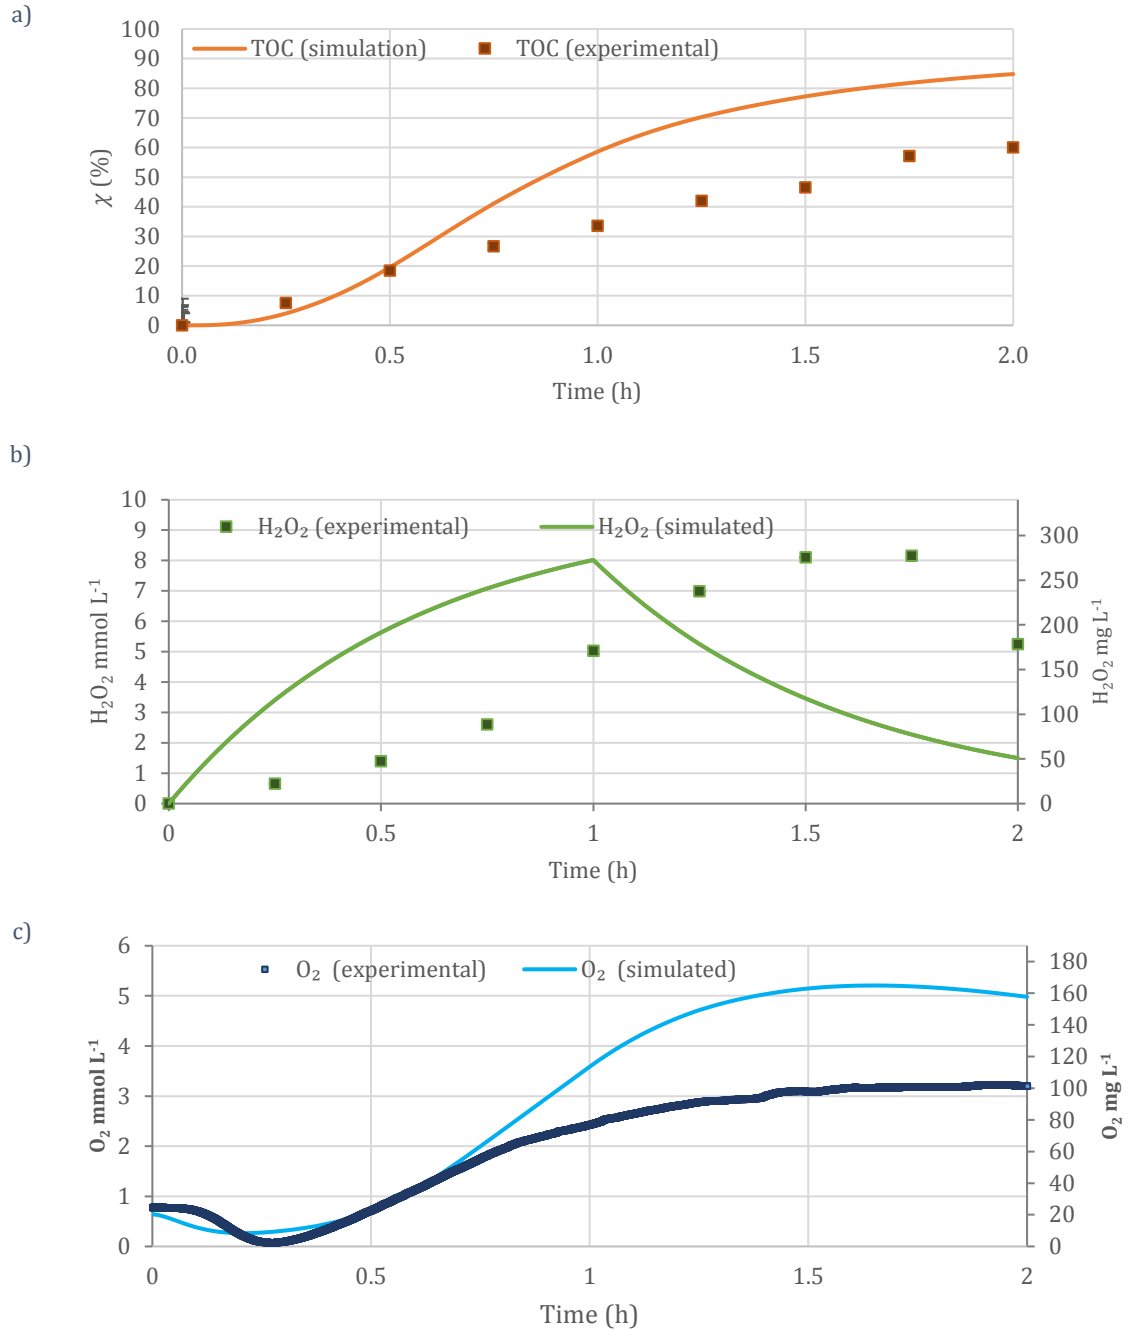 a)
TOC (simulation) TOC (experimental)
100
90
80
70
60
50
40
30
20
10
0
χ (%)
0.0 0.5 1.0 1.5 2.0
Time (h)
b)
H₂O₂ (experimental) H₂O₂ (simulated)
10
9
8
7
6
5
4
3
2
1
0
H₂O₂ mmol L⁻¹
300
250
200
150
100
50
0
H₂O₂ mg L⁻¹
0 0.5 1 1.5 2
Time (h)
c)
O₂ (experimental) O₂ (simulated)
6
5
4
3
2
1
0
O₂ mmol L⁻¹
180
160
140
120
100
80
60
40
20
0
O₂ mg L⁻¹
0 0.5 1 1.5 2
Time (h)